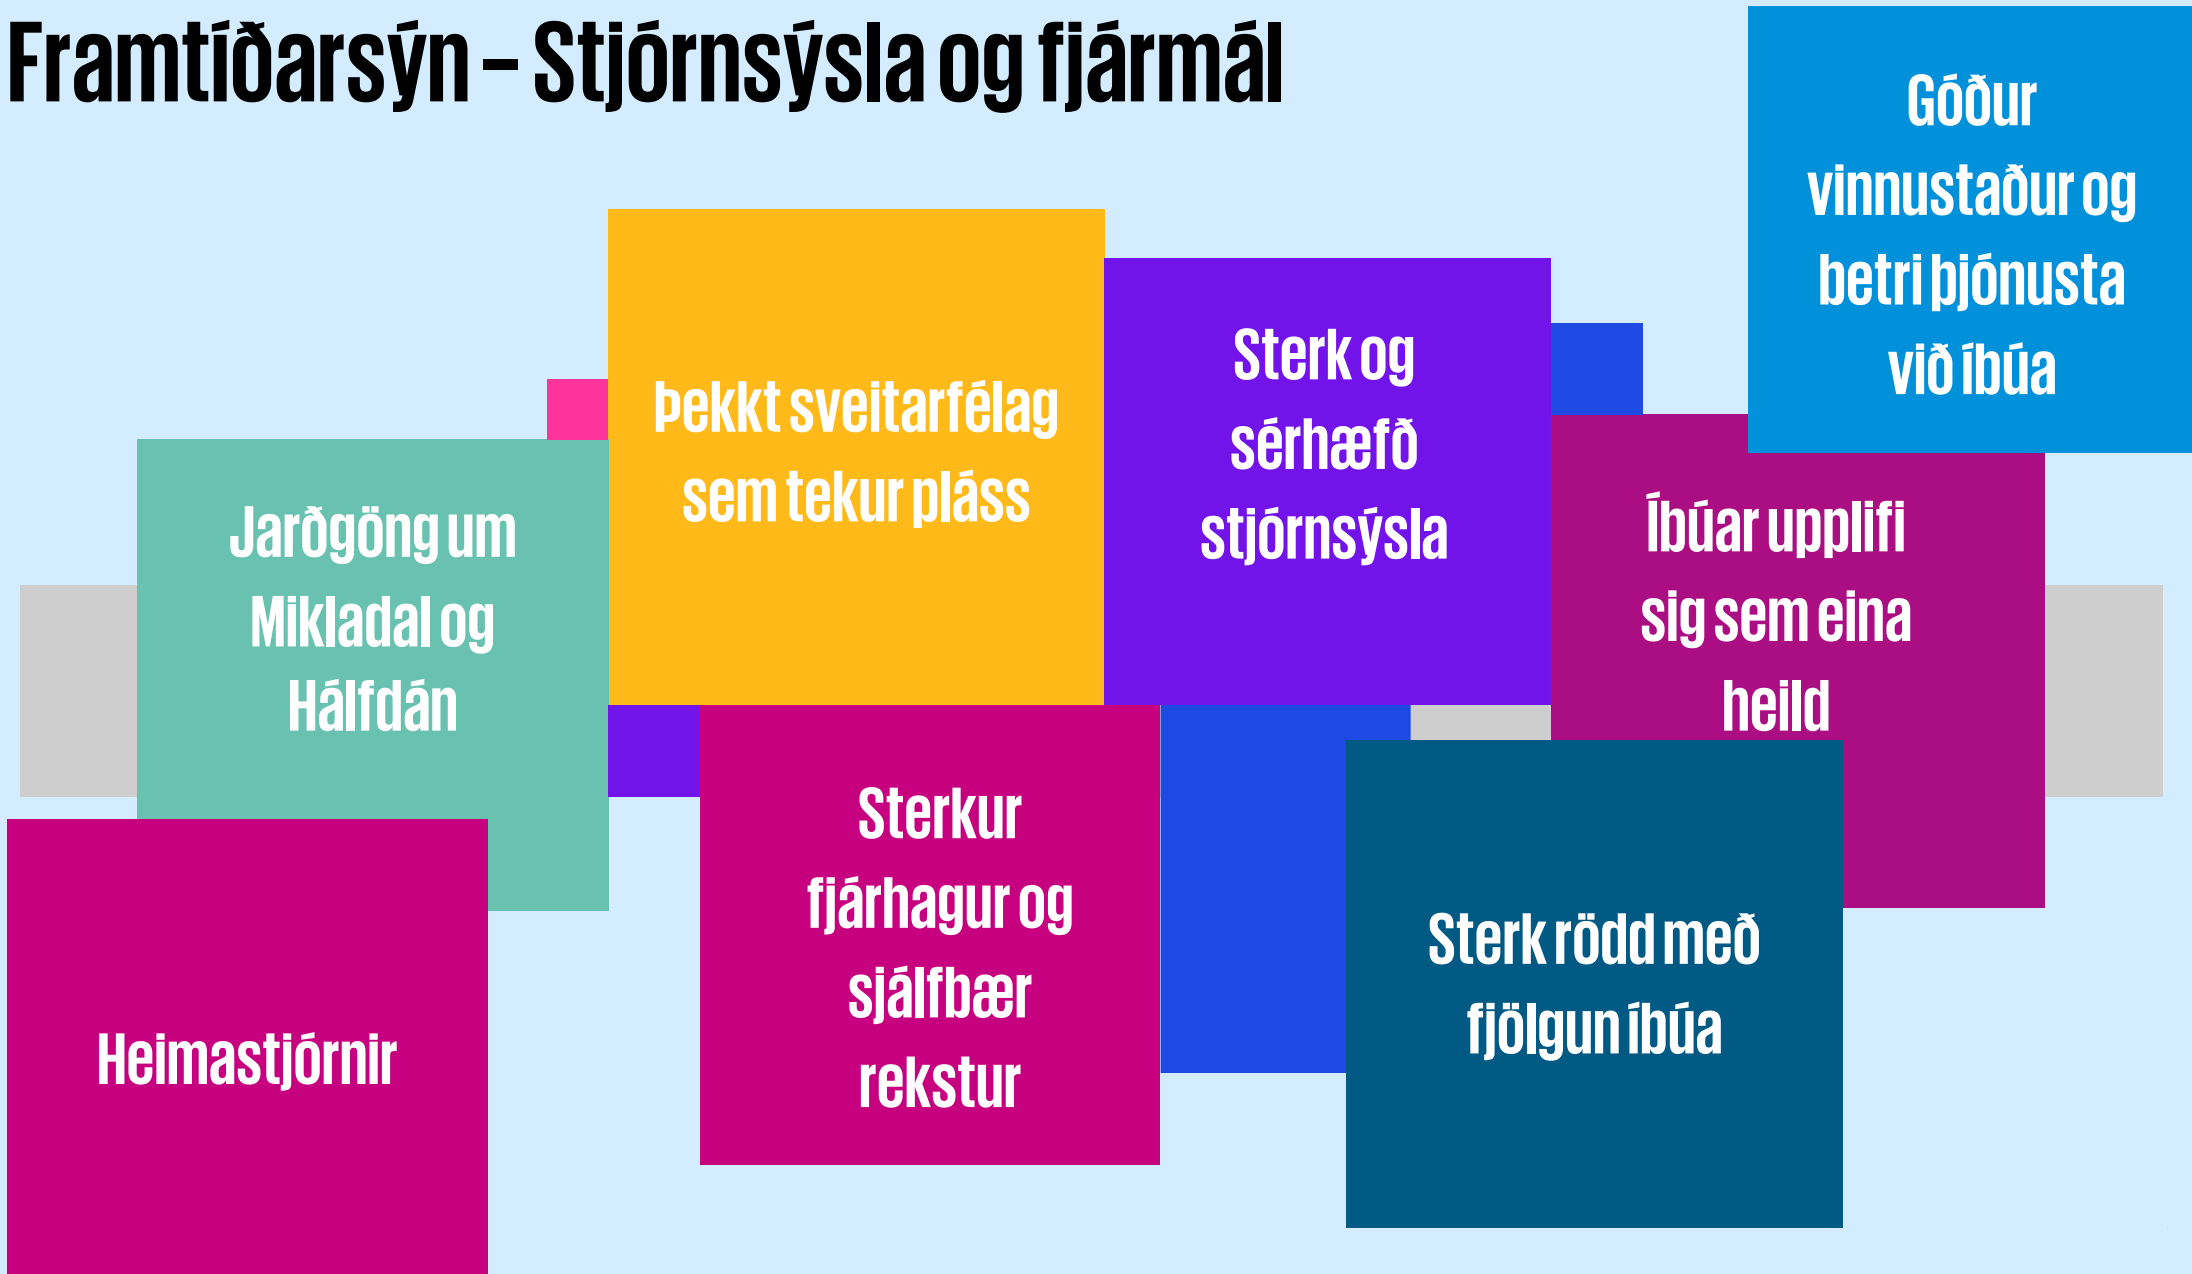 Framtíðarsýn – Stjórnsýsla og fjármál
Góður
vinnustaður og
betri þjónusta
við íbúa
Þekkt sveitarfélag
sem tekur pláss
Sterk og
sérhæfð
stjórnsýsla
Jarðgöng um
Mikladal og
Hálfdán
Íbúar upplifi
sig sem eina
heild
Sterkur
fjárhagur og
sjálfbær
rekstur
Sterk rödd með
fjölgun íbúa
Heimastjórnir